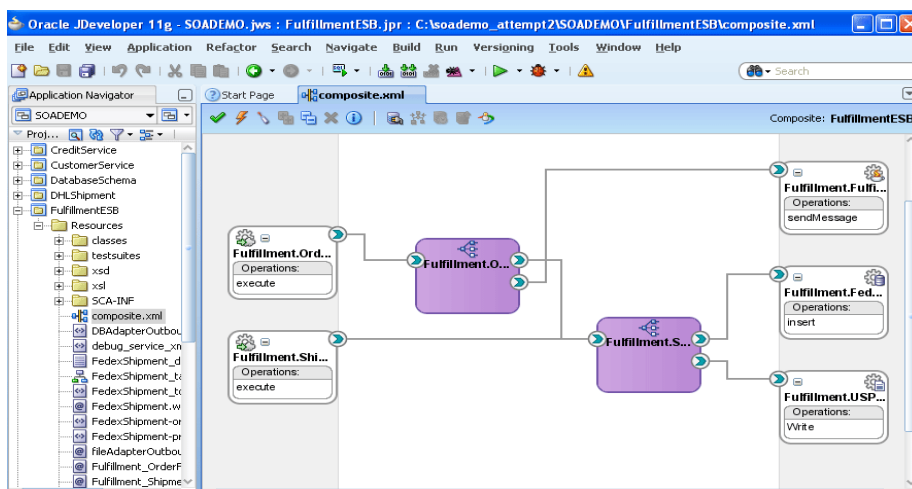 Oracle JDeveloper 11g - SOADEMO.jws : FulfillmentESB.jpr : C:\soademo_attempt2\SOADEMO\FulfillmentESB\composite.xml
File Edit View Application Refactor Search Navigate Build Run Versioning Tools Window Help
Search
Application Navigator
Start Page
composite.xml
SOADEMO
Composite: FulfillmentESB
Proj...
CreditService
CustomerService
DatabaseSchema
DHLShipment
FulfillmentESB
Resources
classes
testsuites
xsd
xsl
SCA-INF
composite.xml
DBAdapterOutbou
debug_service_xn
FedexShipment_d
FedexShipment_ta
FedexShipment_to
FedexShipment.w
FedexShipment-or
FedexShipment-pr
fileAdapterOutbou
Fulfillment_OrderF
Fulfillment_Shipme
Fulfillment.Ord...
Operations:
execute
Fulfillment.Shi...
Operations:
execute
Fulfillment.O...
Fulfillment.S...
Fulfillment.Fulfi...
Operations:
sendMessage
Fulfillment.Fed...
Operations:
insert
Fulfillment.USP...
Operations:
Write